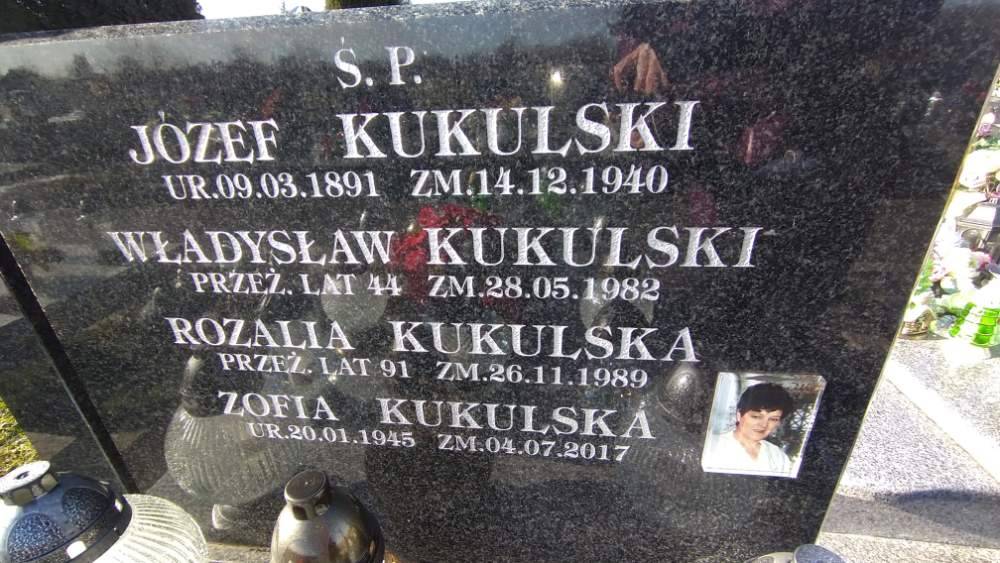 Ś. P.
JÓZEF KUKULSKI
UR.09.03.1891 ZM.14.12.1940
WŁADYSŁAW KUKULSKI
PRZEŻ. LAT 44 ZM.28.05.1982
ROZALIA KUKULSKA
PRZEŻ. LAT 91 ZM.26.11.1989
ZOFIA KUKULSKA
UR.20.01.1945 ZM.04.07.2017